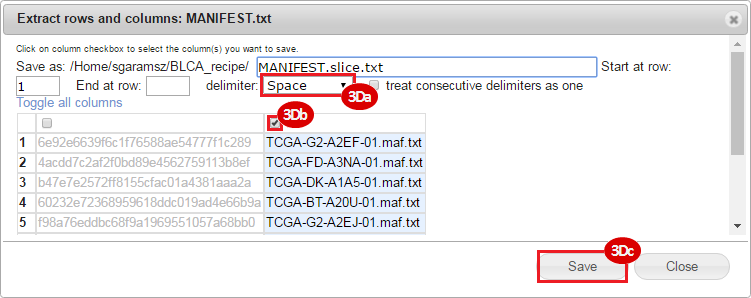 Extract rows and columns: MANIFEST.txt
Click on column checkbox to select the column(s) you want to save.
Save as: /Home/sgaramsz/BLCA_recipe/ MANIFEST.slice.txt Start at row:
1 End at row: delimiter: Space treat consecutive delimiters as one
3Da
Toggle all columns
3Db
1 6e92e6639f6c1f76588ae54777f1c289 TCGA-G2-A2EF-01.maf.txt
2 4acdd7c2af2f0bd89e4562759113b8ef TCGA-FD-A3NA-01.maf.txt
3 b47e7e2572ff8155cfac01a4381aaa2a TCGA-DK-A1A5-01.maf.txt
4 60232e72368959618ddc019ad4e66b9a TCGA-BT-A20U-01.maf.txt
5 f98a76eddbc68f9a1969551057a68bb0 TCGA-G2-A2EJ-01.maf.txt
3Dc
Save Close